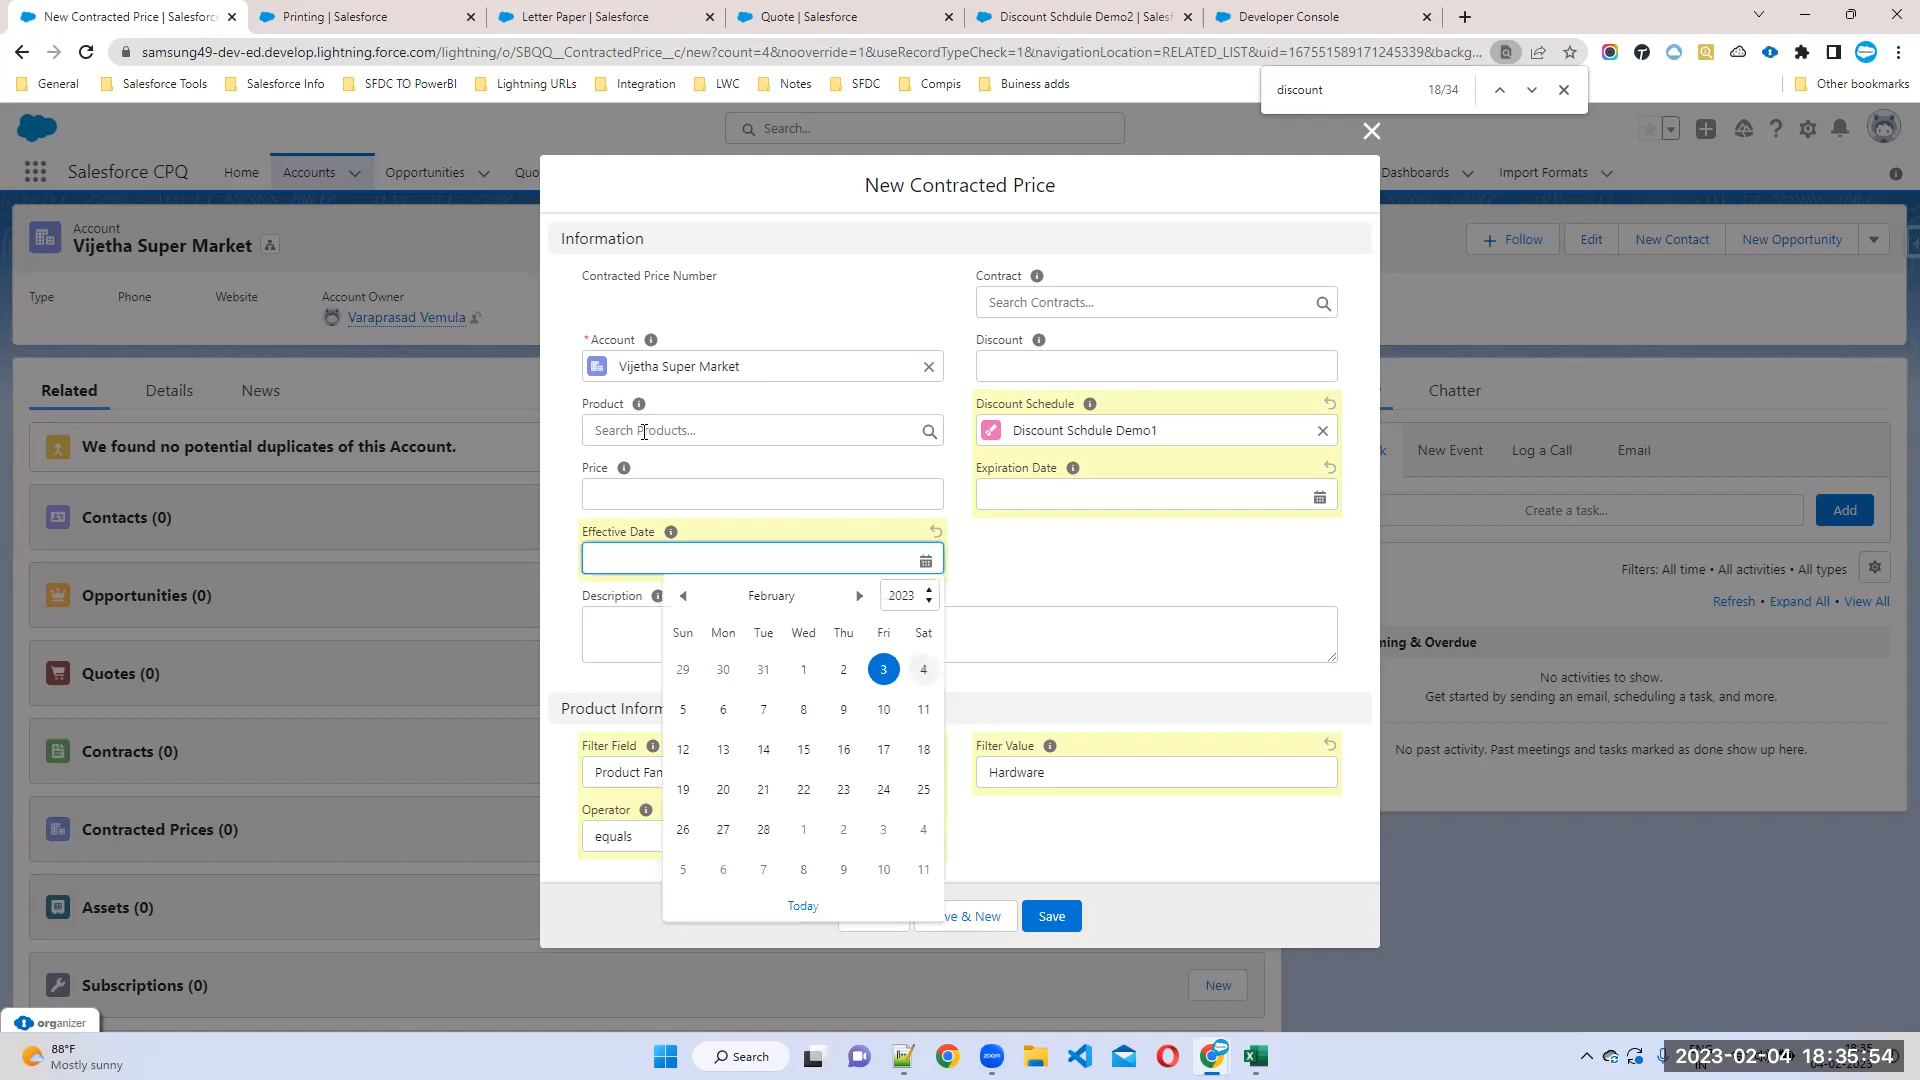 New Contracted Price | Salesforce
Printing | Salesforce
Letter Paper | Salesforce
Quote | Salesforce
Discount Schdule Demo2 | Salesf
Developer Console
samsung49-dev-ed.develop.lightning.force.com/lightning/o/SBQQ__ContractedPrice__c/new?count=4&nooverride=1&useRecordTypeCheck=1&navigationLocation=RELATED_LIST&uid=167551589171245339&backg...
General
Salesforce Tools
Salesforce Info
SFDC TO PowerBI
Lightning URLs
Integration
LWC
Notes
SFDC
Compis
Buiness adds
Other bookmarks
discount
18/34
Search...
Salesforce CPQ
Home
Accounts
Opportunities
Quo
Dashboards
Import Formats
New Contracted Price
Account
Vijetha Super Market
Follow
Edit
New Contact
New Opportunity
Type
Phone
Website
Account Owner
Varaprasad Vemula
Related
Details
News
We found no potential duplicates of this Account.
Contacts (0)
Opportunities (0)
Quotes (0)
Contracts (0)
Contracted Prices (0)
Assets (0)
Subscriptions (0)
New
Information
Contracted Price Number
Contract
Search Contracts...
*Account
Vijetha Super Market
Discount
Product
Search Products...
Discount Schedule
Discount Schdule Demo1
Price
Expiration Date
Effective Date
Description
February
2023
Sun Mon Tue Wed Thu Fri Sat
29 30 31 1 2 3 4
5 6 7 8 9 10 11
12 13 14 15 16 17 18
19 20 21 22 23 24 25
26 27 28 1 2 3 4
5 6 7 8 9 10 11
Today
Product Inform
Filter Field
Product Fam
Filter Value
Hardware
Operator
equals
ve & New
Save
Chatter
k
New Event
Log a Call
Email
Create a task...
Add
Filters: All time • All activities • All types
Refresh • Expand All • View All
ming & Overdue
No activities to show.
Get started by sending an email, scheduling a task, and more.
No past activity. Past meetings and tasks marked as done show up here.
organizer
88°F
Mostly sunny
Search
zoom
2023-02-04 18:35:54